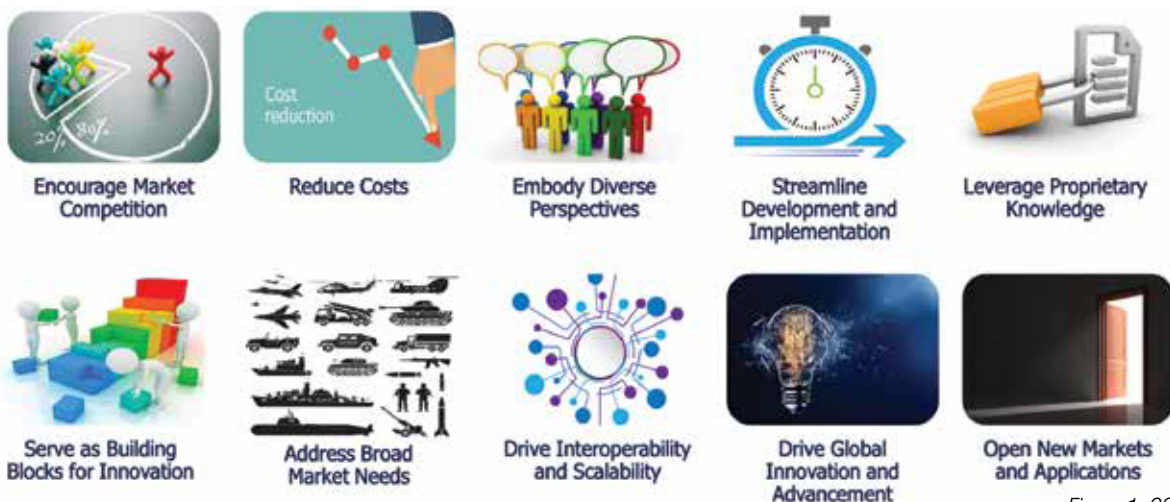 20% 80%
Cost
reduction
Encourage Market
Competition
Reduce Costs
Embody Diverse
Perspectives
Streamline
Development and
Implementation
Leverage Proprietary
Knowledge
Serve as Building
Blocks for Innovation
Address Broad
Market Needs
Drive Interoperability
and Scalability
Drive Global
Innovation and
Advancement
Open New Markets
and Applications